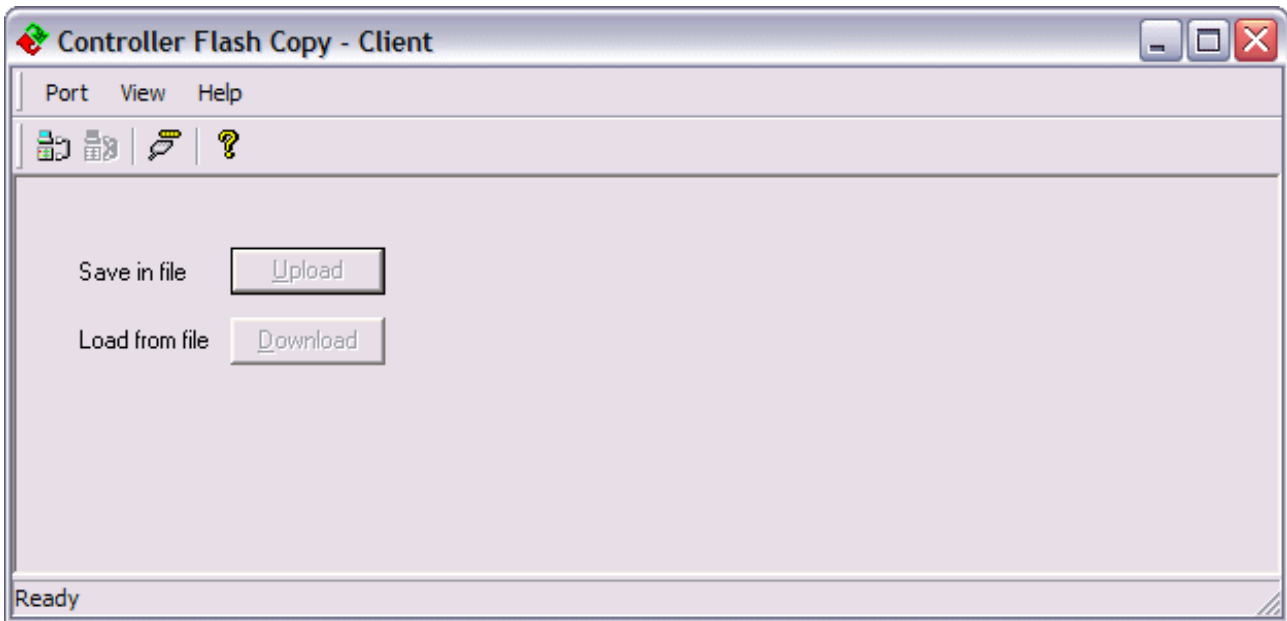 Controller Flash Copy - Client
Port View Help
Save in file Upload
Load from file Download
Ready